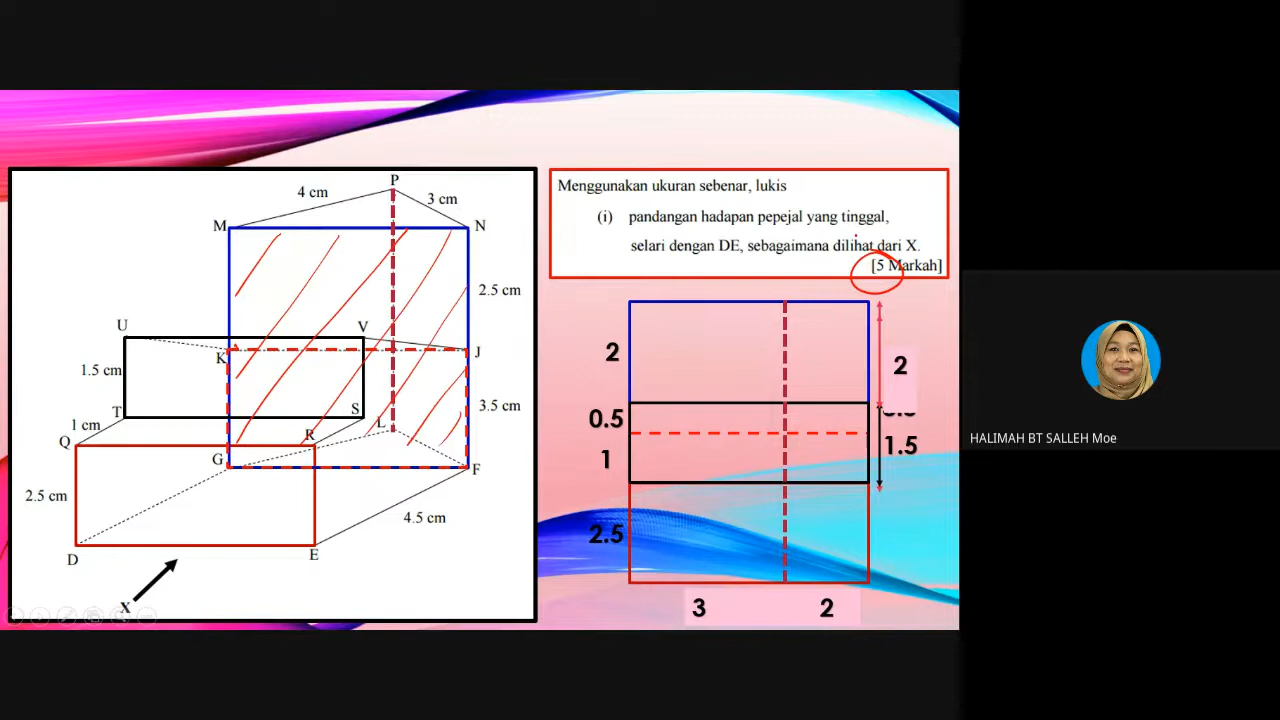 P
4 cm
3 cm
M
N
2.5 cm
U
V
K
J
1.5 cm
3.5 cm
T
S
L
1 cm
Q
R
G
F
2.5 cm
4.5 cm
D
E
X
Menggunakan ukuran sebenar, lukis
(i) pandangan hadapan pepejal yang tinggal,
selari dengan DE, sebagaimana dilihat dari X.
[5 Markah]
2
2
0.5
1.5
1
2.5
3
2
HALIMAH BT SALLEH Moe